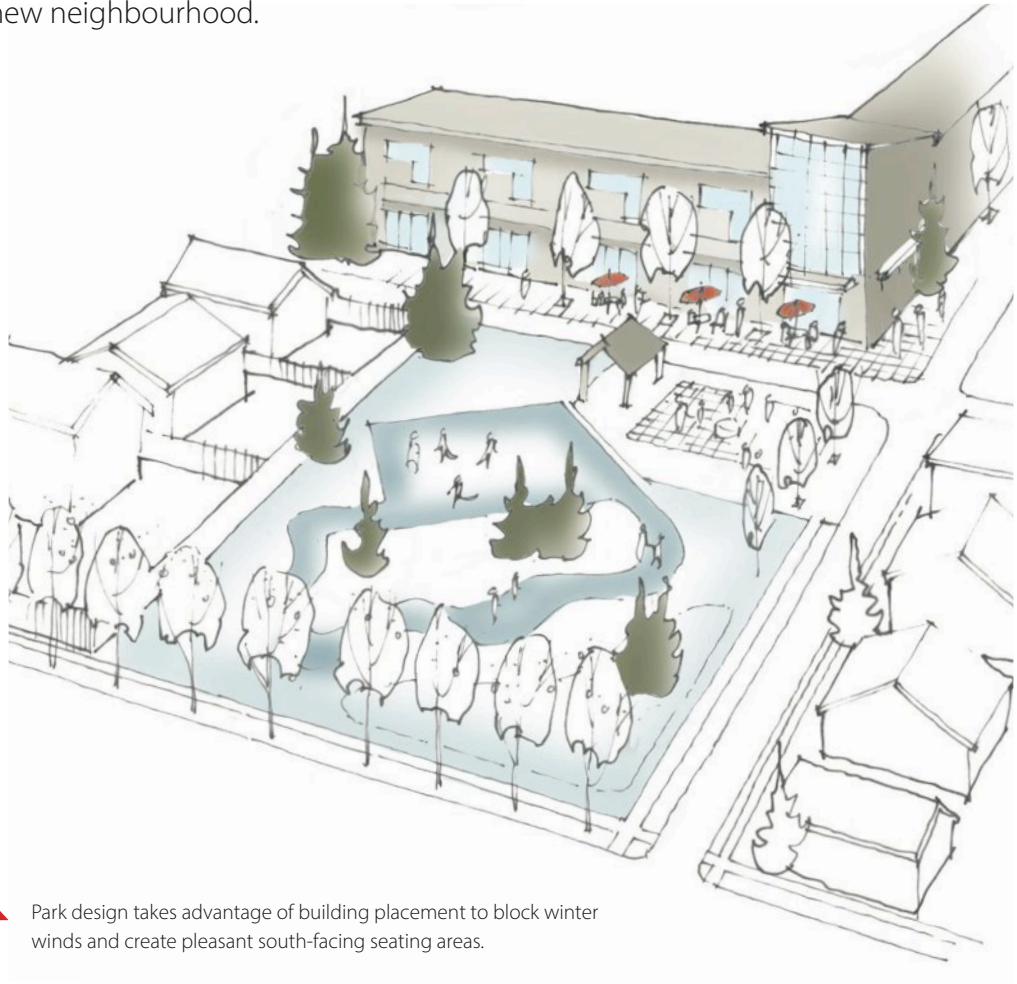 new neighbourhood.
Park design takes advantage of building placement to block winter
winds and create pleasant south-facing seating areas.